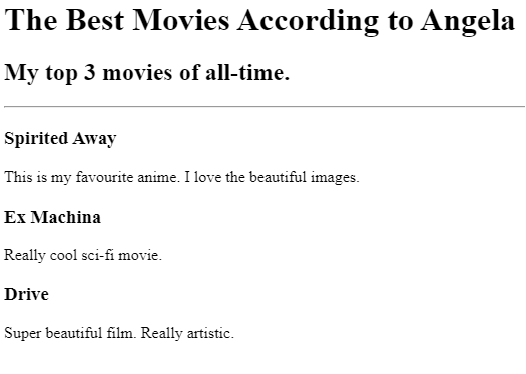 The Best Movies According to Angela
My top 3 movies of all-time.
Spirited Away
This is my favourite anime. I love the beautiful images.
Ex Machina
Really cool sci-fi movie.
Drive
Super beautiful film. Really artistic.